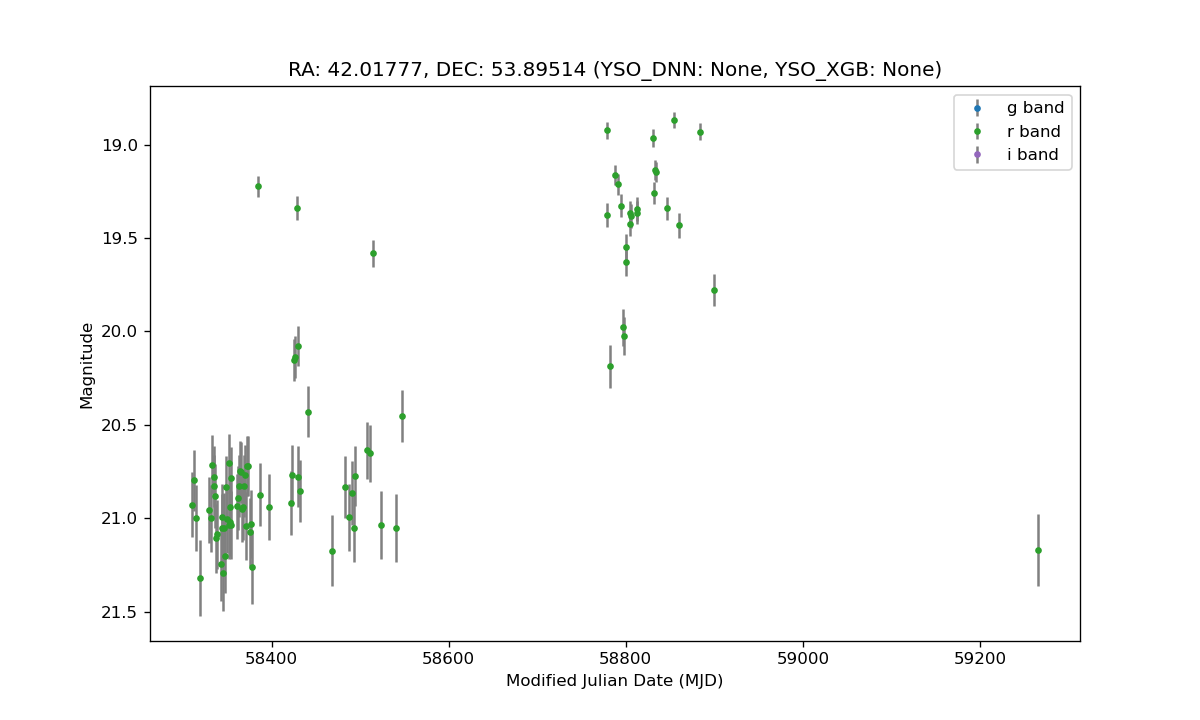 RA: 42.01777, DEC: 53.89514 (YSO_DNN: None, YSO_XGB: None)
g band
r band
i band
19.0
19.5
20.0
20.5
21.0
21.5
Magnitude
58400
58600
58800
59000
59200
Modified Julian Date (MJD)